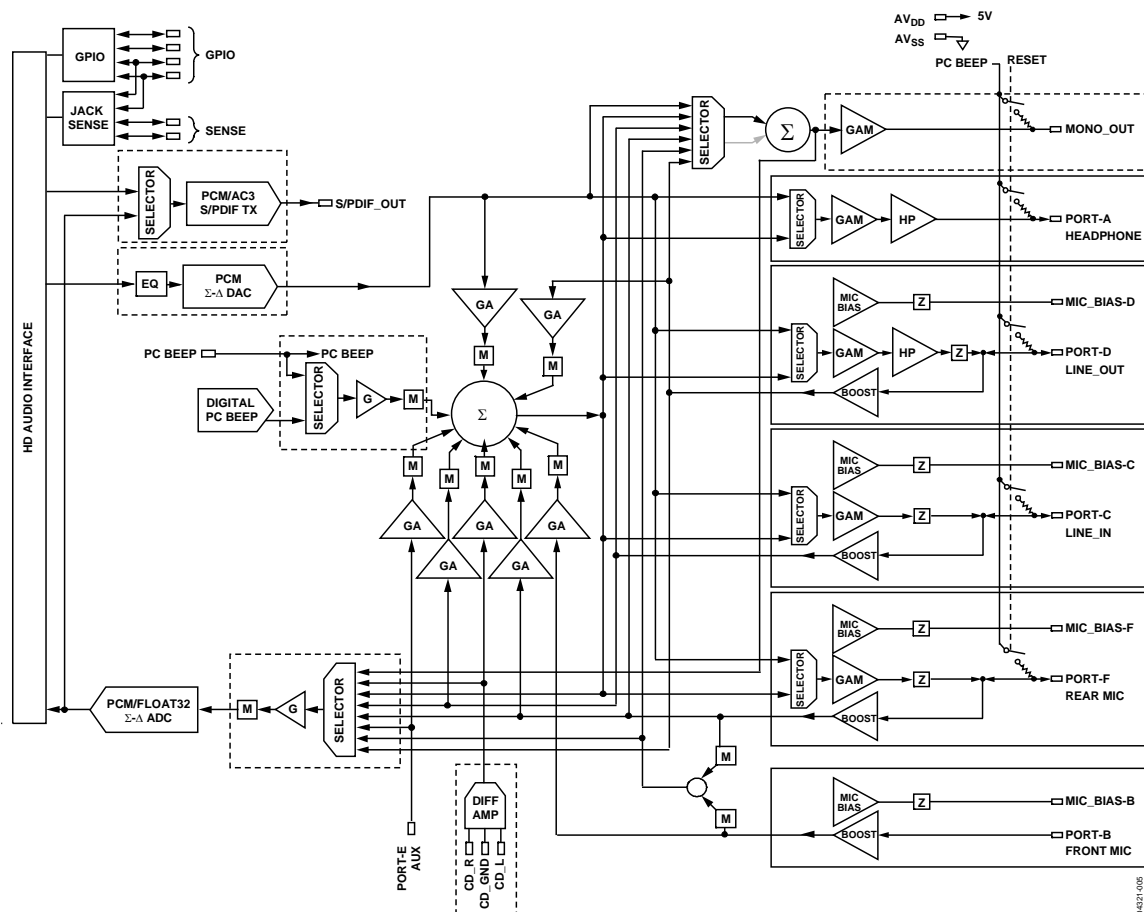 AVDD
5V
AVSS
PC BEEP
RESET
GPIO
GPIO
JACK
SENSE
SENSE
SELECTOR
PCM/AC3
S/PDIF TX
S/PDIF_OUT
EQ
PCM
Σ-Δ DAC
HD AUDIO INTERFACE
SELECTOR
Σ
GAM
MONO_OUT
SELECTOR
GAM
HP
PORT-A
HEADPHONE
MIC
BIAS
Z
MIC_BIAS-D
SELECTOR
GAM
HP
Z
PORT-D
LINE_OUT
BOOST
GA
GA
M
M
PC BEEP
PC BEEP
DIGITAL
PC BEEP
SELECTOR
G
M
Σ
M
M
M
M
M
GA
GA
GA
GA
GA
MIC
BIAS
Z
MIC_BIAS-C
SELECTOR
GAM
Z
PORT-C
LINE_IN
BOOST
MIC
BIAS
Z
MIC_BIAS-F
SELECTOR
GAM
Z
PORT-F
REAR MIC
BOOST
PCM/FLOAT32
Σ-Δ ADC
M
G
SELECTOR
M
M
DIFF
AMP
PORT-E
AUX
CD_R
CD_GND
CD_L
MIC
BIAS
Z
MIC_BIAS-B
BOOST
PORT-B
FRONT MIC
04321-005